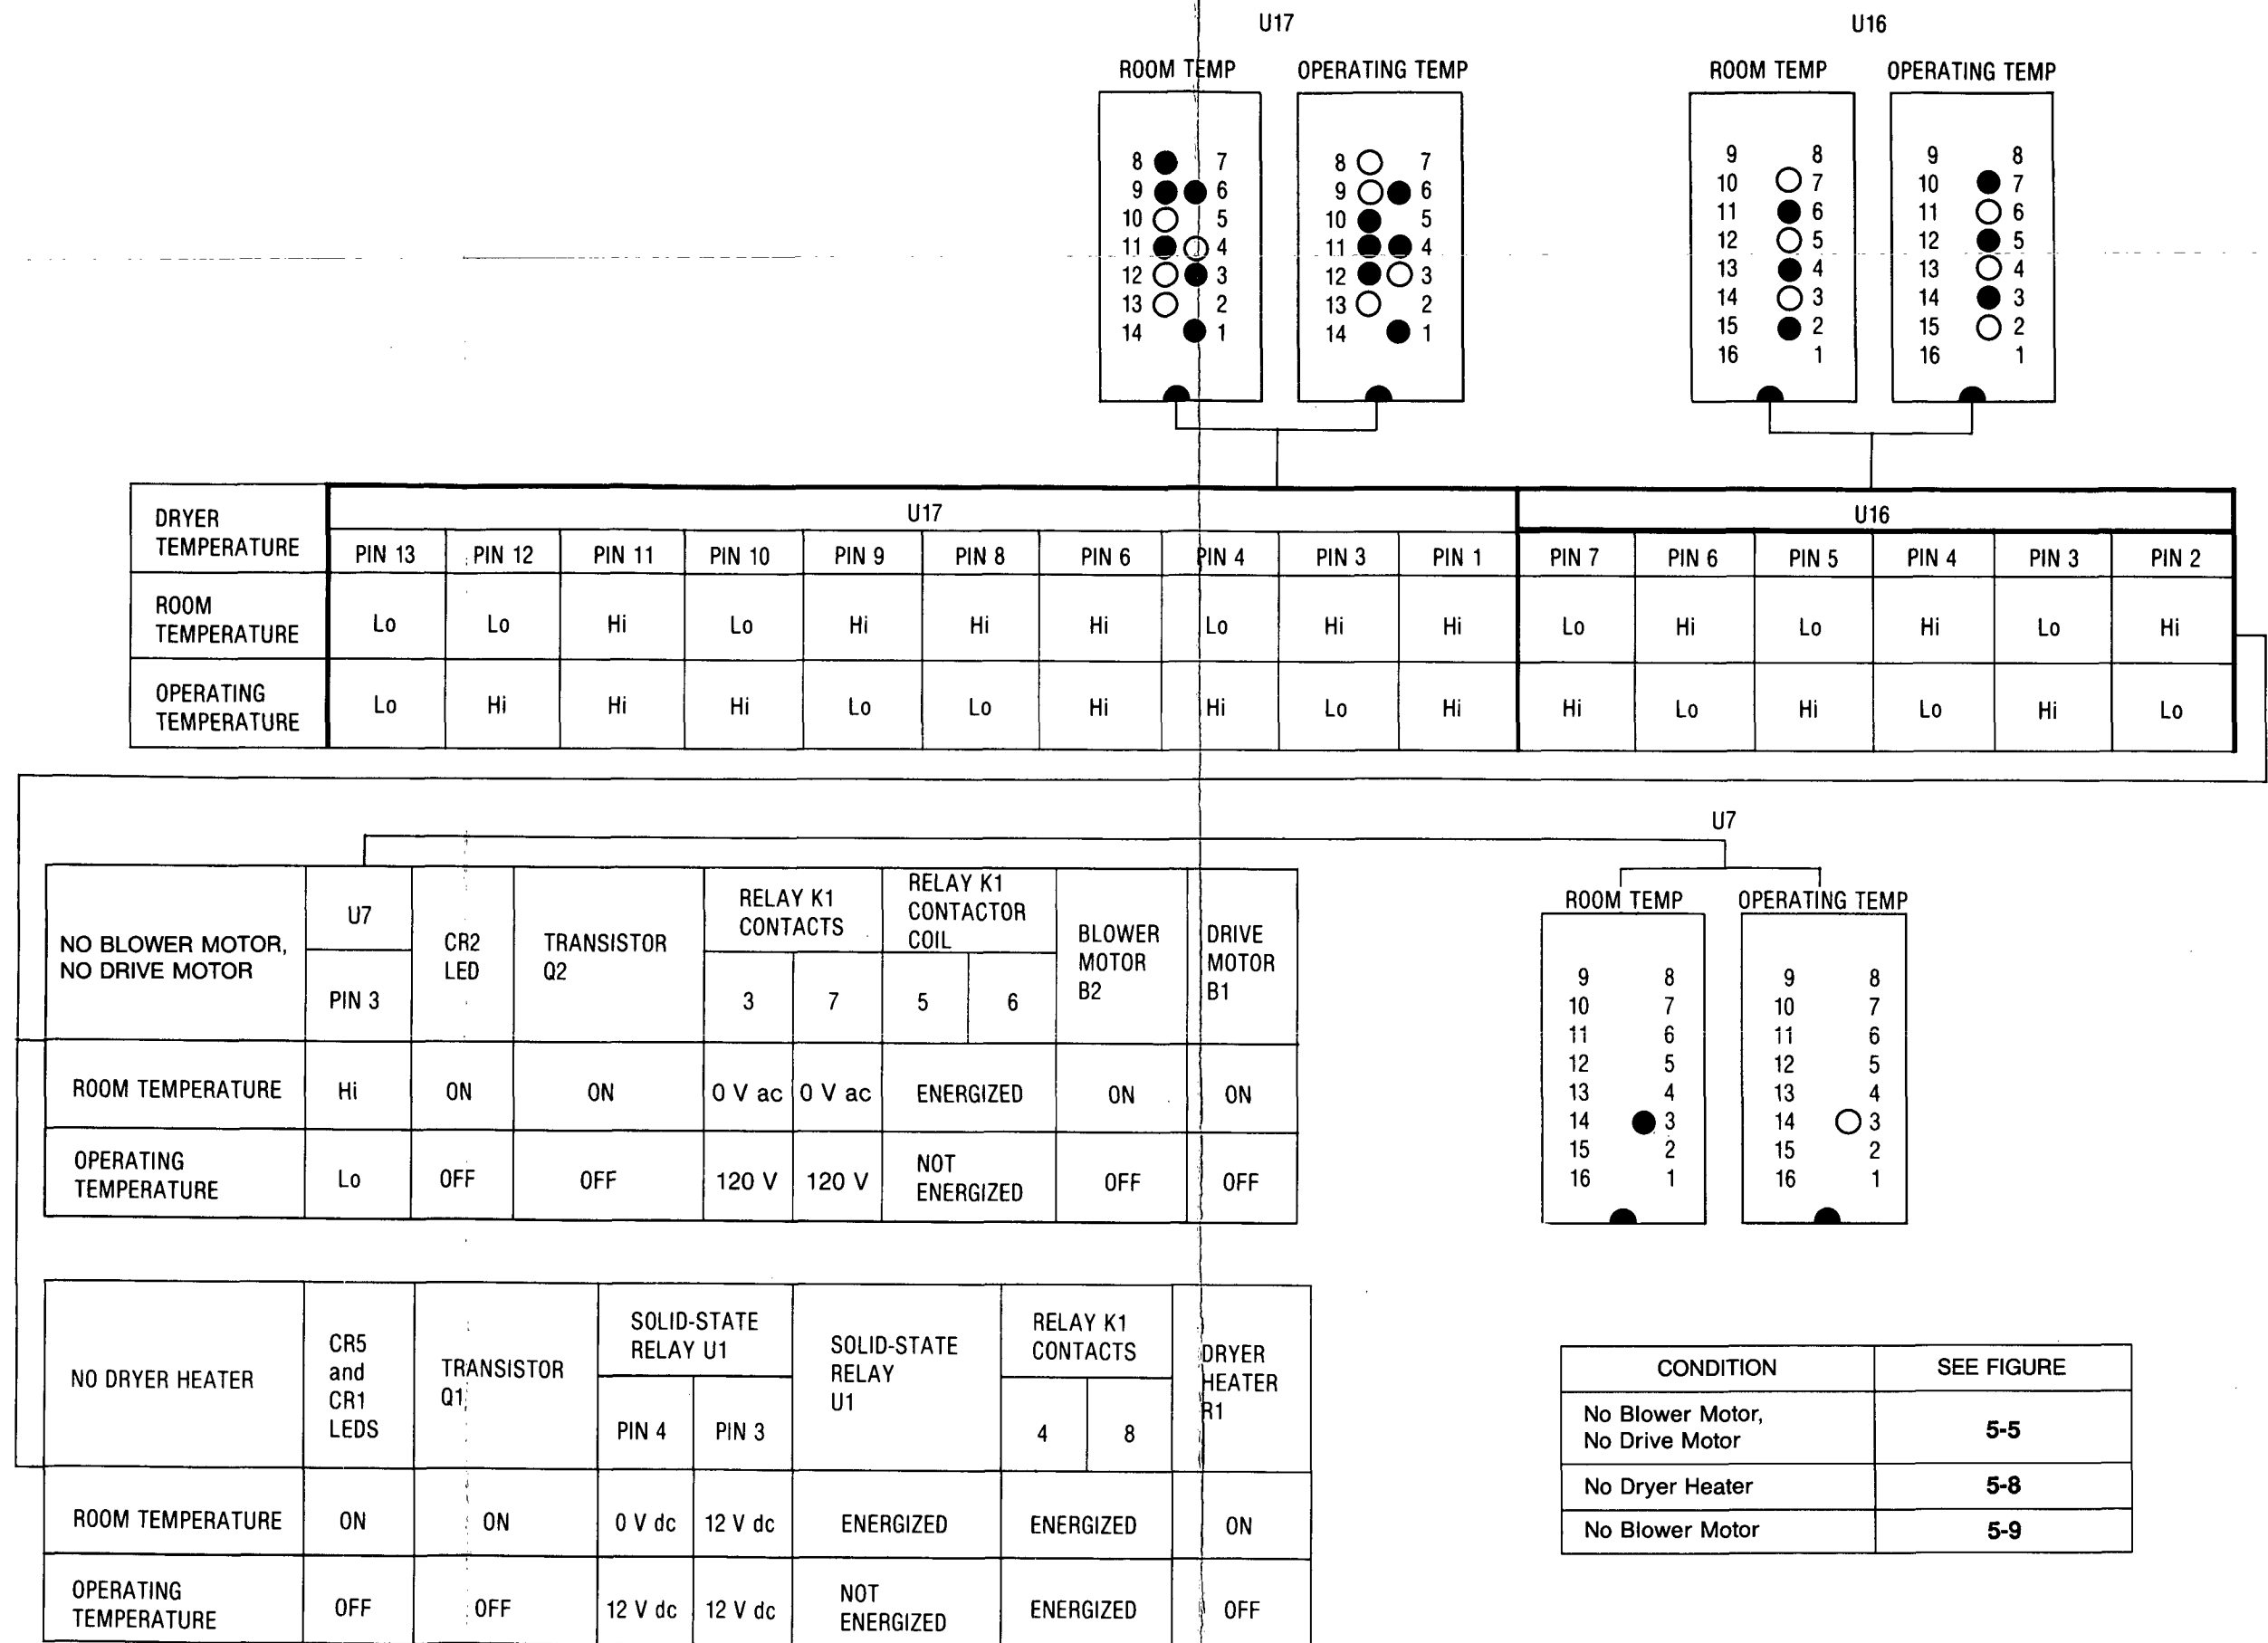 U17
U16
ROOM TEMP OPERATING TEMP
ROOM TEMP OPERATING TEMP
8 7
9 6
10 5
11 4
12 3
13 2
14 1
8 7
9 6
10 5
11 4
12 3
13 2
14 1
9 8
10 7
11 6
12 5
13 4
14 3
15 2
16 1
9 8
10 7
11 6
12 5
13 4
14 3
15 2
16 1
DRYER
TEMPERATURE
U17
U16
PIN 13 PIN 12 PIN 11 PIN 10 PIN 9 PIN 8 PIN 6 PIN 4 PIN 3 PIN 1 PIN 7 PIN 6 PIN 5 PIN 4 PIN 3 PIN 2
ROOM
TEMPERATURE
Lo Lo Hi Lo Hi Hi Hi Lo Hi Hi Lo Hi Lo Hi Lo Hi
OPERATING
TEMPERATURE
Lo Hi Hi Hi Lo Lo Hi Hi Lo Hi Hi Lo Hi Lo Hi Lo
NO BLOWER MOTOR,
NO DRIVE MOTOR
U7
PIN 3
CR2
LED
TRANSISTOR
Q2
RELAY K1
CONTACTS
3 7
RELAY K1
CONTACTOR
COIL
5 6
BLOWER
MOTOR
B2
DRIVE
MOTOR
B1
ROOM TEMPERATURE Hi ON ON 0 V ac 0 V ac ENERGIZED ON ON
OPERATING
TEMPERATURE
Lo OFF OFF 120 V 120 V
NOT
ENERGIZED
OFF OFF
U7
ROOM TEMP OPERATING TEMP
9 8
10 7
11 6
12 5
13 4
14 3
15 2
16 1
9 8
10 7
11 6
12 5
13 4
14 3
15 2
16 1
NO DRYER HEATER
CR5
and
CR1
LEDS
TRANSISTOR
Q1
SOLID-STATE
RELAY U1
PIN 4 PIN 3
SOLID-STATE
RELAY
U1
RELAY K1
CONTACTS
4 8
DRYER
HEATER
R1
ROOM TEMPERATURE ON ON 0 V dc 12 V dc ENERGIZED ENERGIZED ON
OPERATING
TEMPERATURE
OFF OFF 12 V dc 12 V dc
NOT
ENERGIZED
ENERGIZED OFF
CONDITION SEE FIGURE
No Blower Motor,
No Drive Motor
5-5
No Dryer Heater 5-8
No Blower Motor 5-9